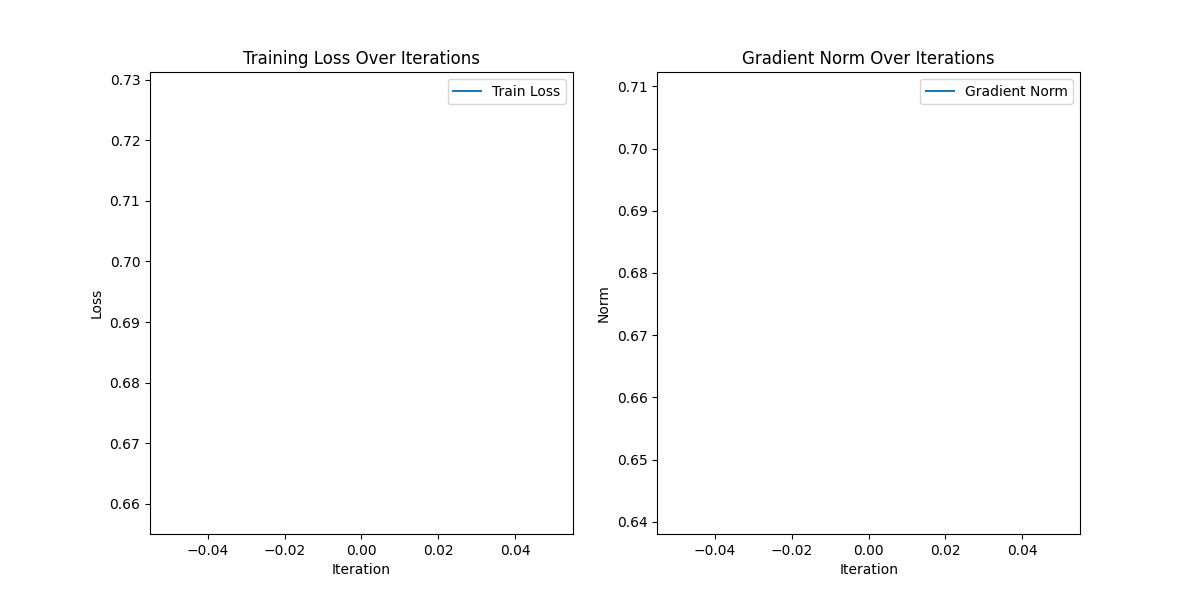 Training Loss Over Iterations
Train Loss
0.73
0.72
0.71
0.70
0.69
0.68
0.67
0.66
Loss
−0.04 −0.02 0.00 0.02 0.04
Iteration
Gradient Norm Over Iterations
Gradient Norm
0.71
0.70
0.69
0.68
0.67
0.66
0.65
0.64
Norm
−0.04 −0.02 0.00 0.02 0.04
Iteration